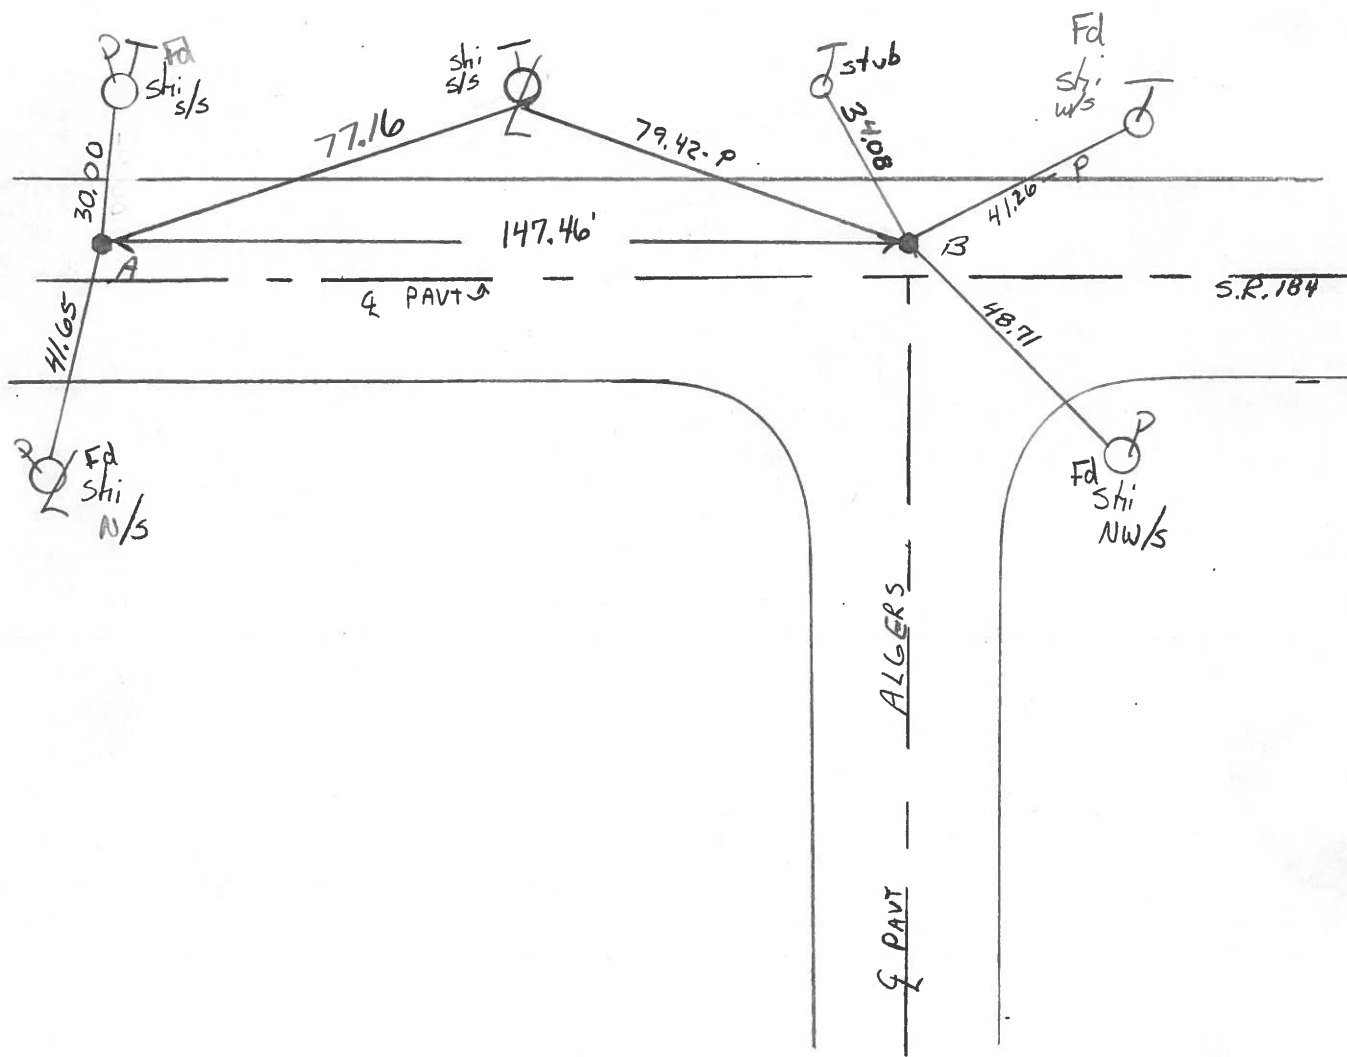 P T Fd
Shi
S/S
30.00
A
41.65
P
L
Fd
Shi
N/S
77.16
Shi
S/S
T
L
79.42-P
147.46'
T stub
34.08
Fd
Shi
W/S
T
41.26-P
B
℄ PAVT
S.R. 184
48.71
P
Fd
Shi
NW/S
ALGERS
℄ PAVT